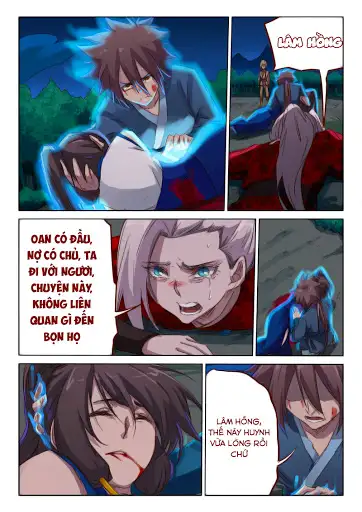 LÂM HỒNG
OAN CÓ ĐẦU,
NỢ CÓ CHỦ, TA
ĐI VỚI NGƯƠI,
CHUYỆN NÀY,
KHÔNG LIÊN
QUAN GÌ ĐẾN
BỌN HỌ
LÂM HỒNG,
THẾ NÀY HUYNH
VỪA LÒNG RỒI
CHỨ